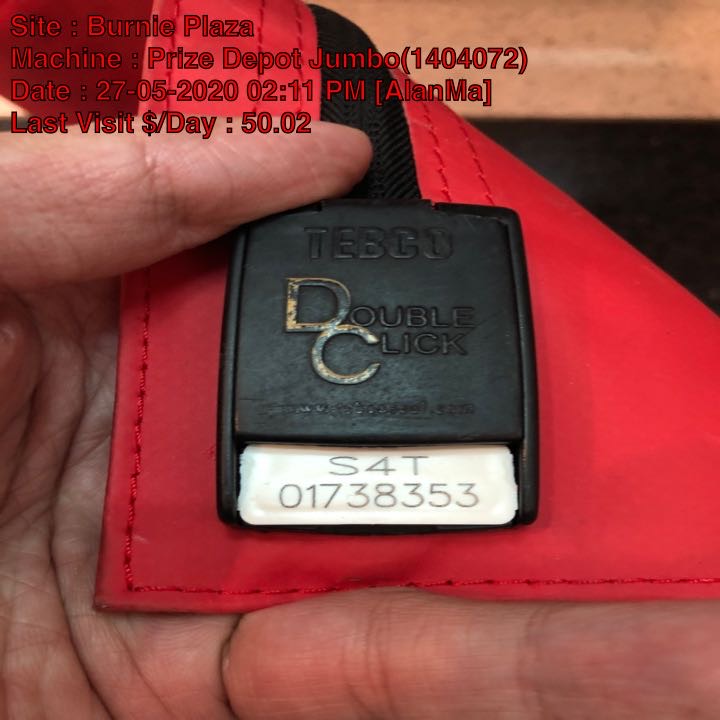 Site : Burnie Plaza
Machine : Prize Depot Jumbo(1404072)
Date : 27-05-2020 02:11 PM [AlanMa]
Last Visit $/Day : 50.02
TEBCO
DOUBLE
CLICK
S4T
01738353